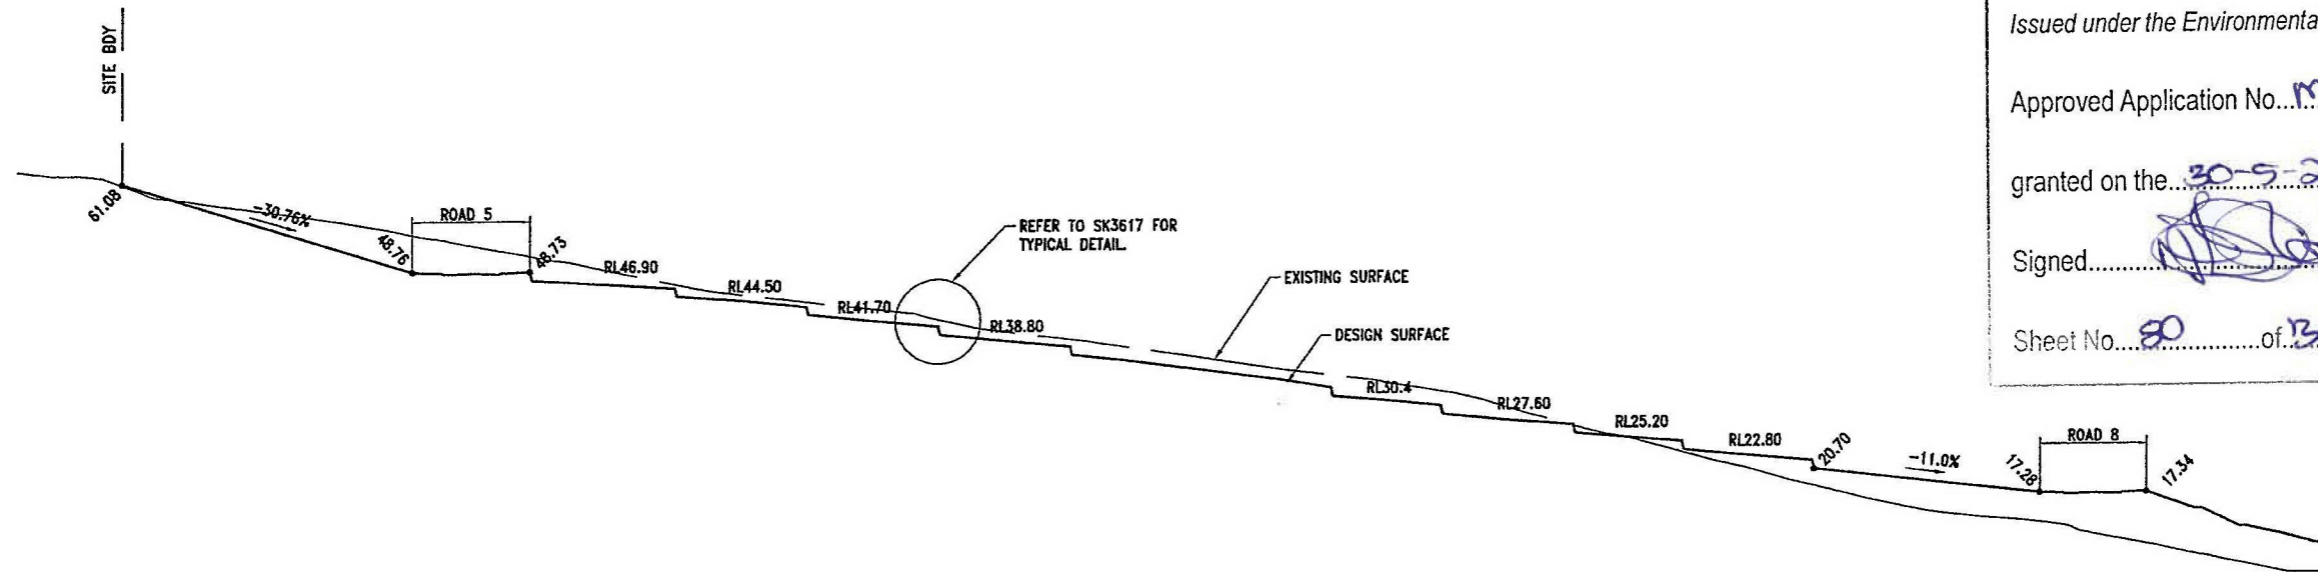 SITE BDY
61.08
-30.76%
48.76
ROAD 5
48.73
RL46.90
RL44.50
RL41.70
REFER TO SK3617 FOR
TYPICAL DETAIL
RL38.80
EXISTING SURFACE
DESIGN SURFACE
RL30.4
RL27.60
RL25.20
RL22.80
20.70
-11.0%
17.28
ROAD 8
17.34
Issued under the Environmenta
Approved Application No...
granted on the...30-5-2
Signed...
Sheet No...80...of...